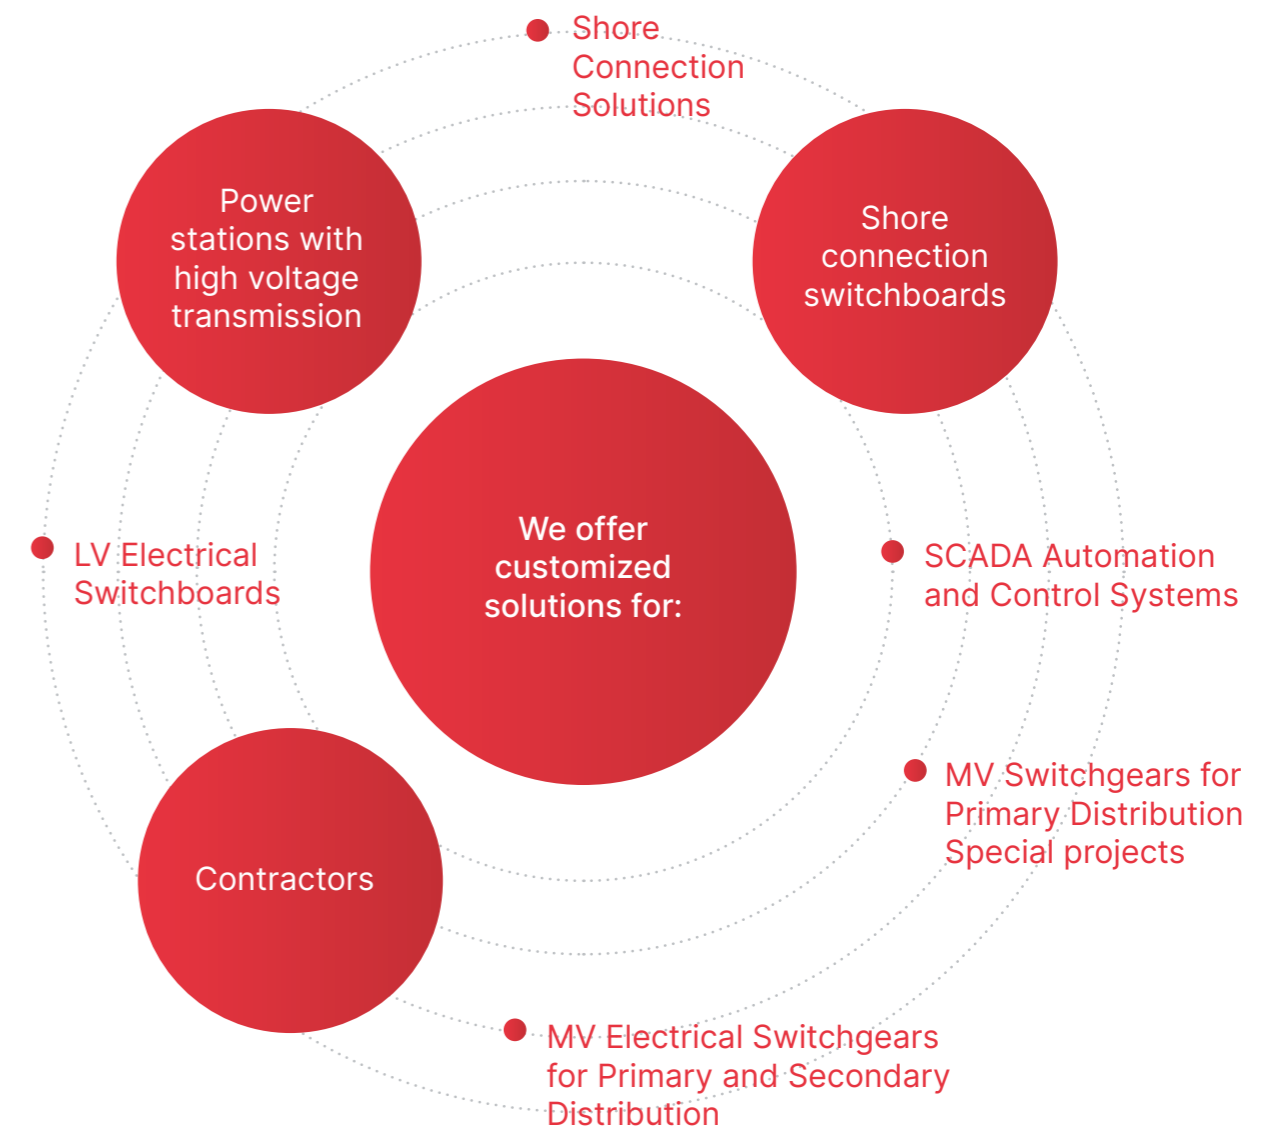 Shore
Connection
Solutions
Power
stations with
high voltage
transmission
Shore
connection
switchboards
We offer
customized
solutions for:
LV Electrical
Switchboards
SCADA Automation
and Control Systems
MV Switchgears for
Primary Distribution
Special projects
Contractors
MV Electrical Switchgears
for Primary and Secondary
Distribution